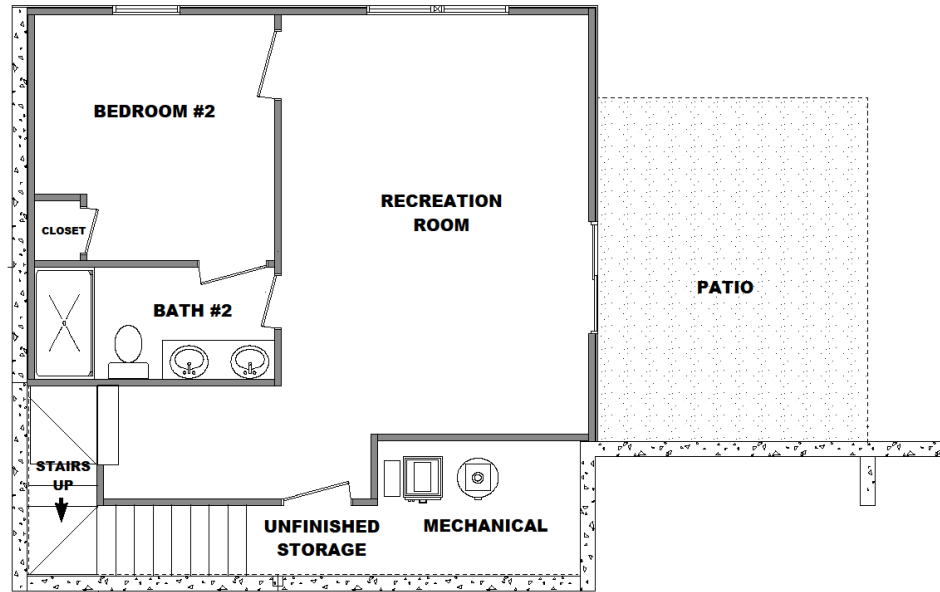 BEDROOM #2
RECREATION
ROOM
CLOSET
PATIO
BATH #2
STAIRS
UP
UNFINISHED
STORAGE
MECHANICAL